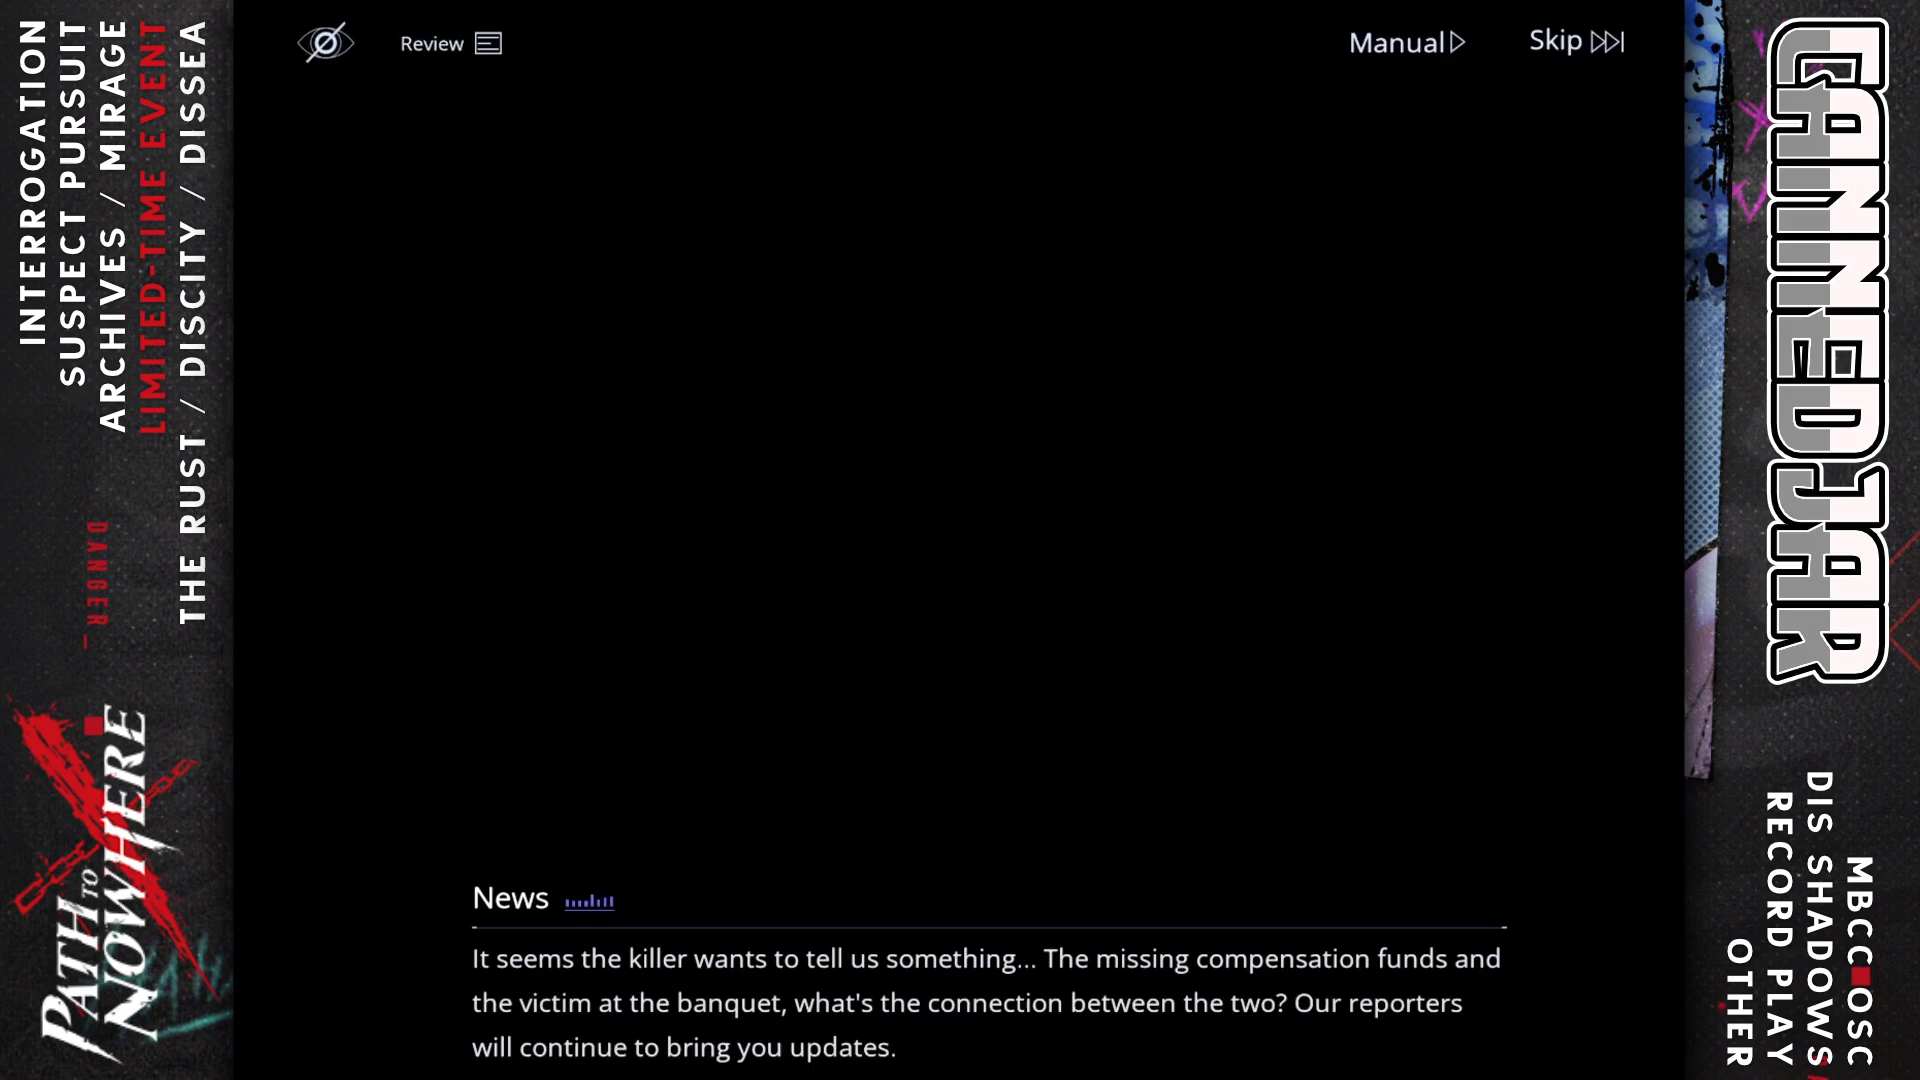 INTERROGATION
SUSPECT PURSUIT
ARCHIVES / MIRAGE
LIMITED-TIME EVENT
THE RUST / DISCITY / DISSEA
DANGER
PATH TO
NOWHERE
Review
Manual
Skip
News
It seems the killer wants to tell us something... The missing compensation funds and
the victim at the banquet, what's the connection between the two? Our reporters
will continue to bring you updates.
CANNEDJAR
MBCC OSC
DIS SHADOWS
RECORD PLAY
OTHER